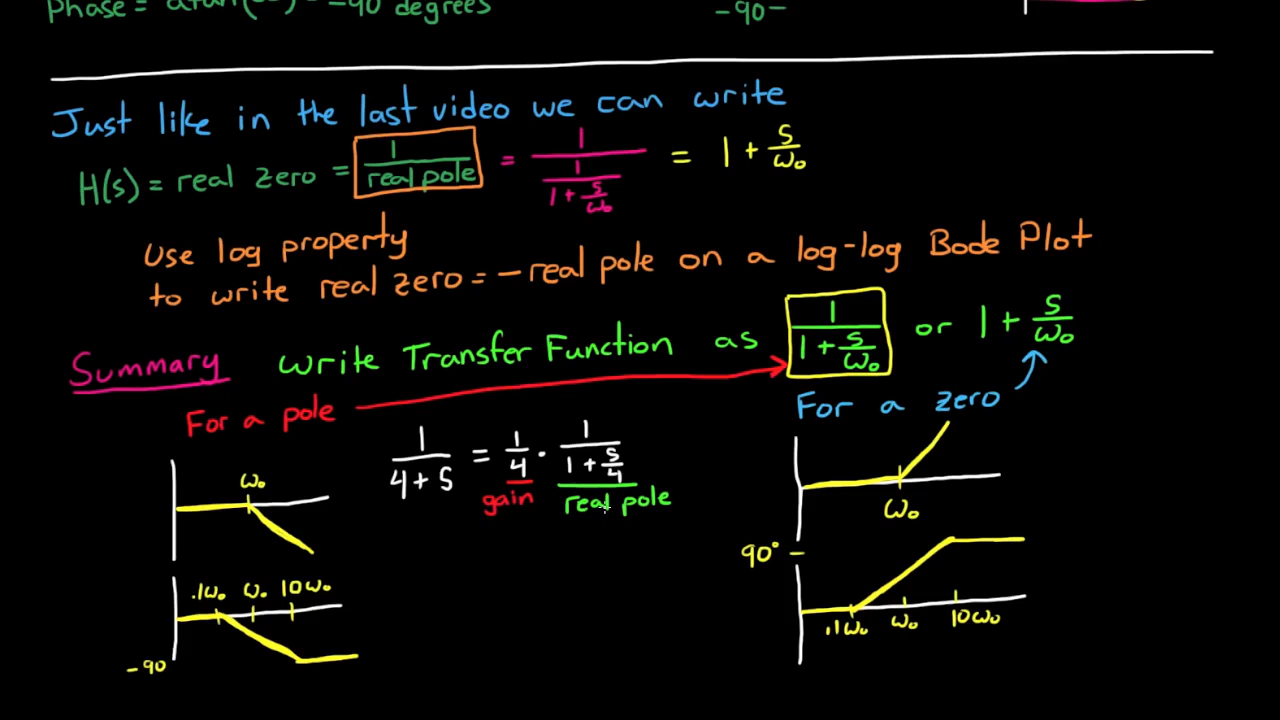 Phase = atan(∞) = -90 degrees
-90-
Just like in the last video we can write
H(s) = real zero = 1/(real pole) = 1/(1/(1 + s/ω₀)) = 1 + s/ω₀
Use log property
to write real zero = - real pole on a log-log Bode Plot
Summary Write Transfer Function as 1/(1 + s/ω₀) or 1 + s/ω₀
For a pole
For a zero
1/(4+s) = 1/4 · 1/(1 + s/4)
gain real pole
ω₀
ω₀
90°
.1ω₀ ω₀ 10ω₀
-90
.1ω₀ ω₀ 10ω₀